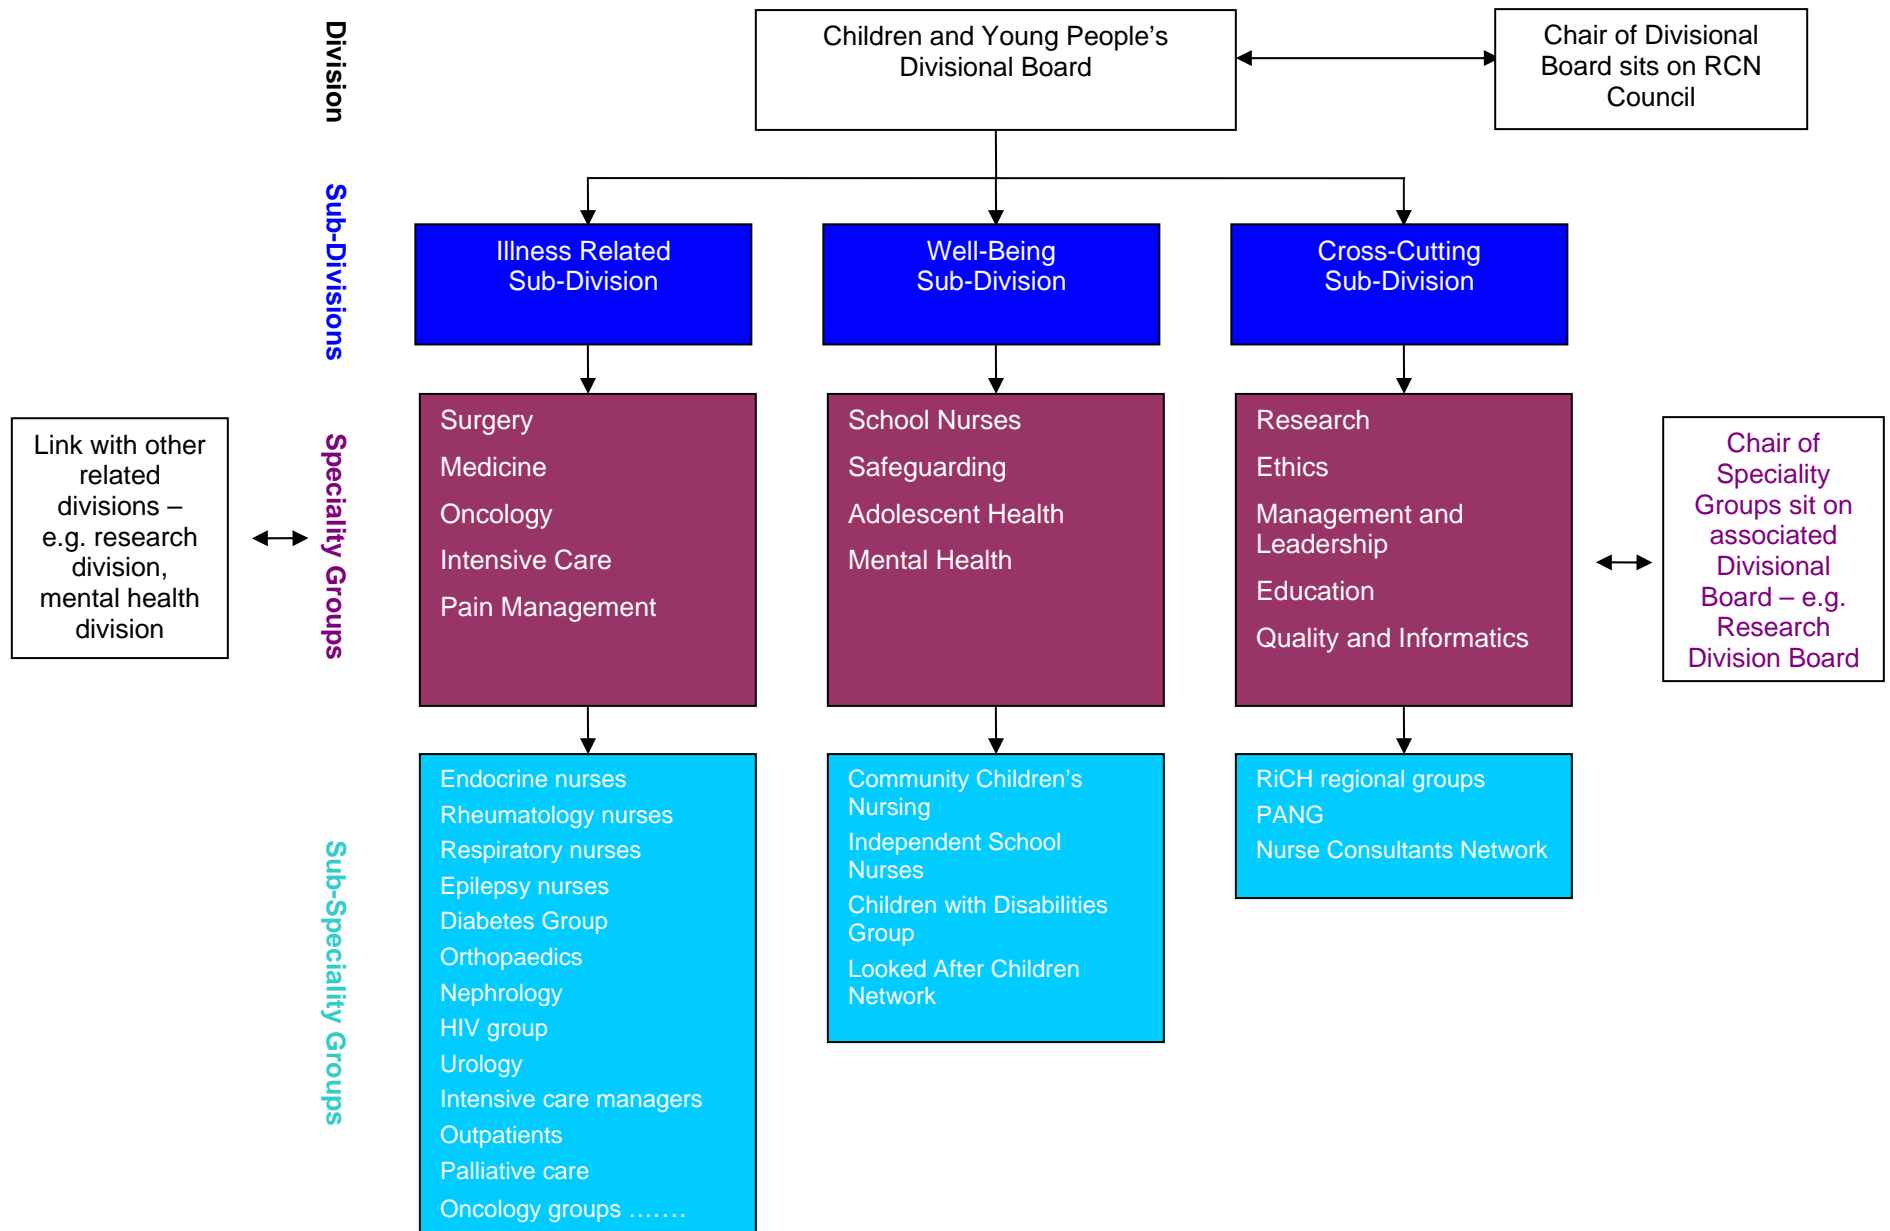 Division
Children and Young People's
Divisional Board
Chair of Divisional
Board sits on RCN
Council
Sub-Divisions
Illness Related
Sub-Division
Well-Being
Sub-Division
Cross-Cutting
Sub-Division
Link with other
related
divisions –
e.g. research
division,
mental health
division
Speciality Groups
Surgery
Medicine
Oncology
Intensive Care
Pain Management
School Nurses
Safeguarding
Adolescent Health
Mental Health
Research
Ethics
Management and
Leadership
Education
Quality and Informatics
Chair of
Speciality
Groups sit on
associated
Divisional
Board – e.g.
Research
Division Board
Sub-Speciality Groups
Endocrine nurses
Rheumatology nurses
Respiratory nurses
Epilepsy nurses
Diabetes Group
Orthopaedics
Nephrology
HIV group
Urology
Intensive care managers
Outpatients
Palliative care
Oncology groups …….
Community Children's
Nursing
Independent School
Nurses
Children with Disabilities
Group
Looked After Children
Network
RiCH regional groups
PANG
Nurse Consultants Network